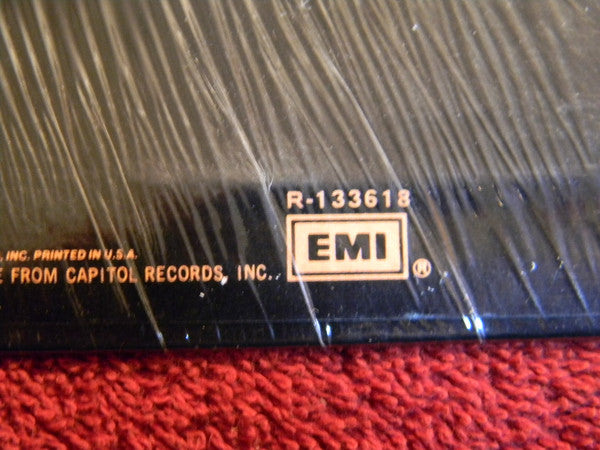 R-133618
EMI
®
, INC. PRINTED IN U.S.A.
E FROM CAPITOL RECORDS, INC.